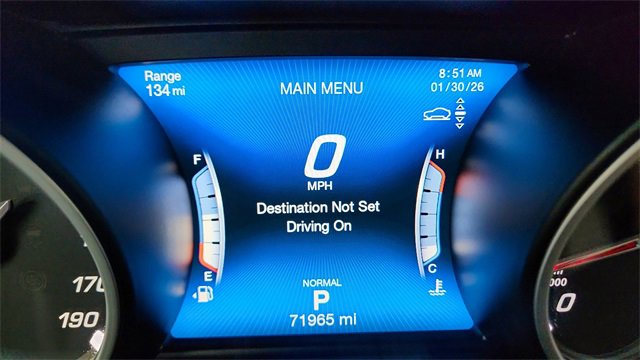 Range
134 mi
MAIN MENU
8:51 AM
01/30/26
F
H
0
MPH
Destination Not Set
Driving On
E
C
170
190
NORMAL
P
71965 mi
0